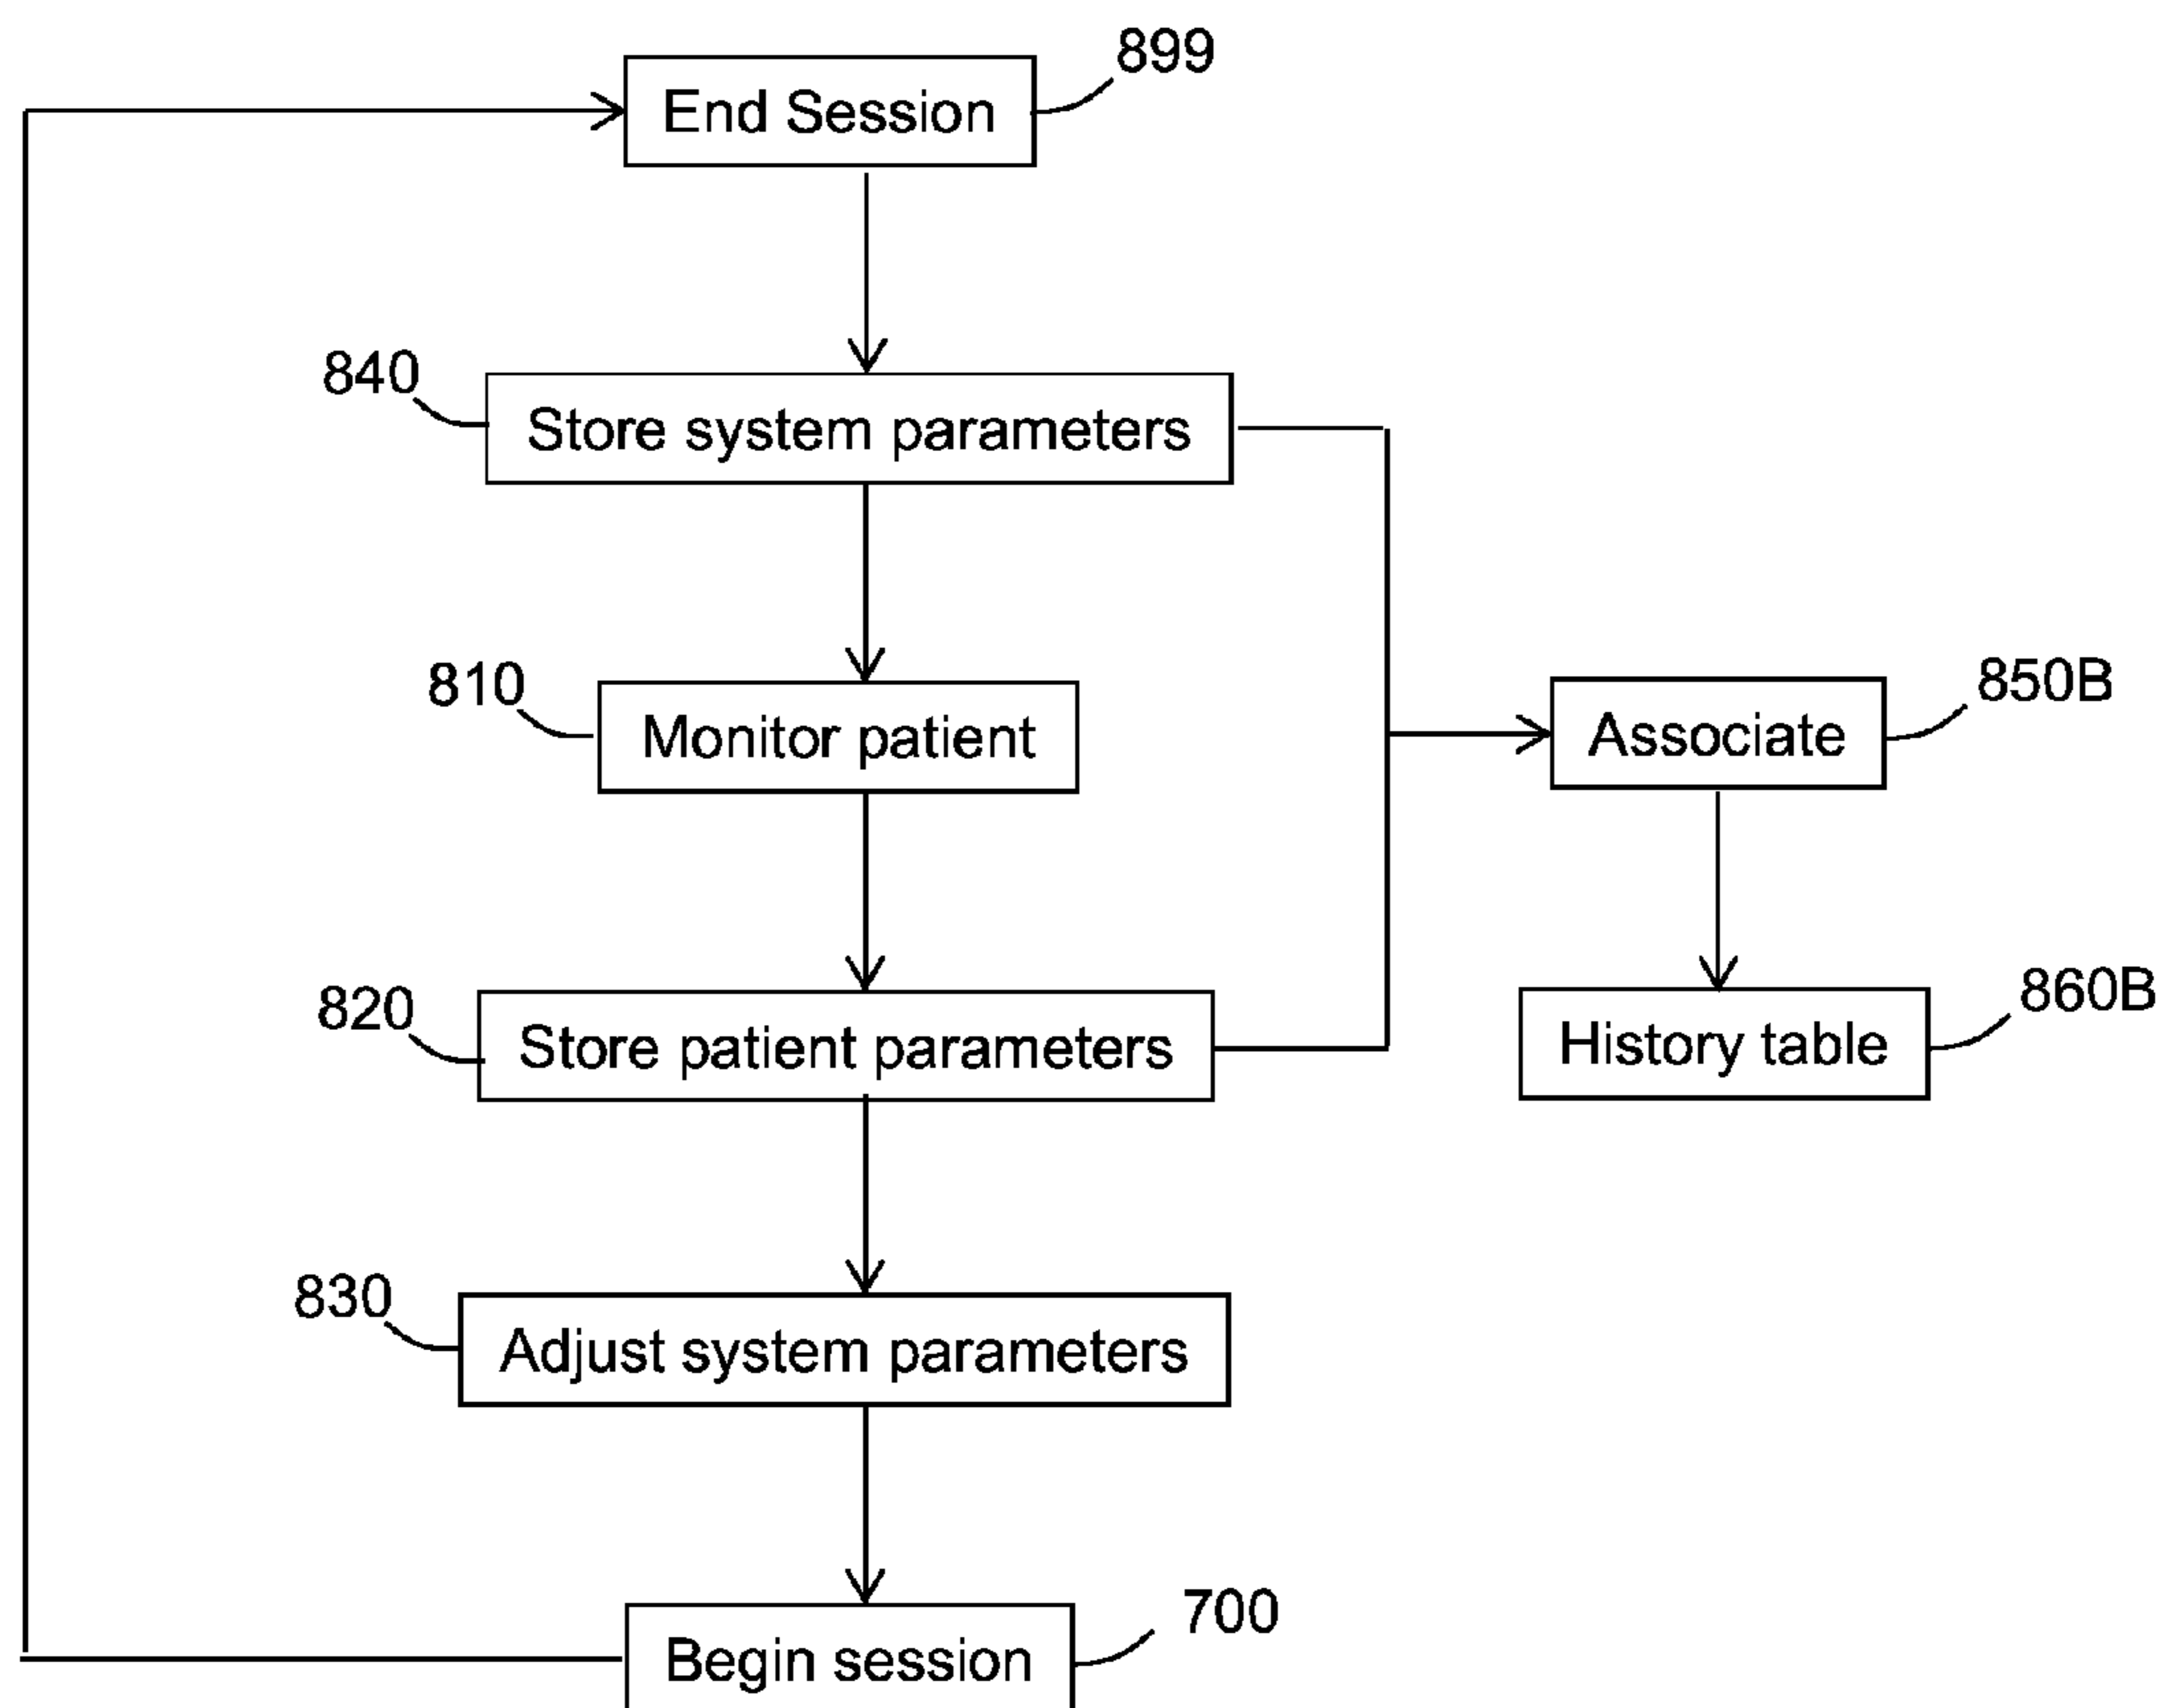 899
End Session
840
Store system parameters
810
Monitor patient
850B
Associate
820
Store patient parameters
860B
History table
830
Adjust system parameters
700
Begin session